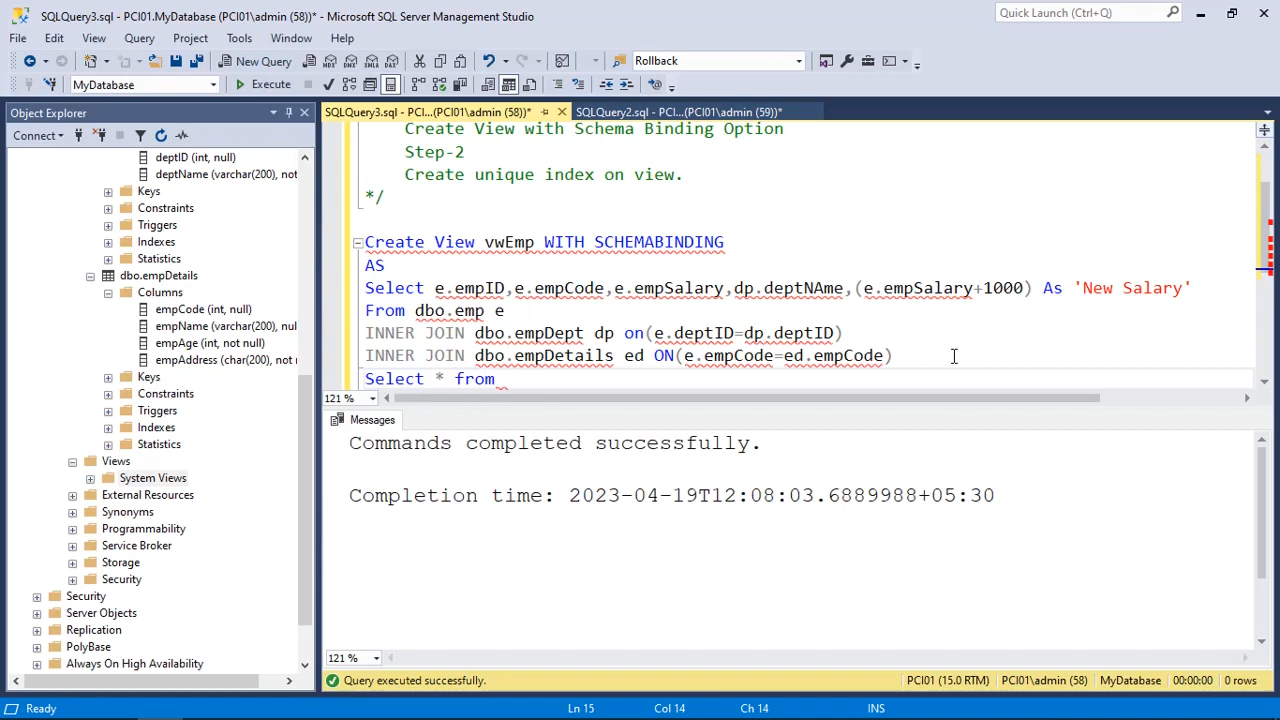 SQLQuery3.sql - PCI01.MyDatabase (PCI01\admin (58))* - Microsoft SQL Server Management Studio
Quick Launch (Ctrl+Q)
File Edit View Query Project Tools Window Help
New Query
Rollback
MyDatabase
Execute
Object Explorer
SQLQuery3.sql - PCI...(PCI01\admin (58))*
SQLQuery2.sql - PCI...(PCI01\admin (59))*
Connect
deptID (int, null)
deptName (varchar(200), not
Keys
Constraints
Triggers
Indexes
Statistics
dbo.empDetails
Columns
empCode (int, null)
empName (varchar(200), nul
empAge (int, not null)
empAddress (char(200), not n
Keys
Constraints
Triggers
Indexes
Statistics
Views
System Views
External Resources
Synonyms
Programmability
Service Broker
Storage
Security
Security
Server Objects
Replication
PolyBase
Always On High Availability
Create View with Schema Binding Option
Step-2
Create unique index on view.
*/
Create View vwEmp WITH SCHEMABINDING
AS
Select e.empID,e.empCode,e.empSalary,dp.deptNAme,(e.empSalary+1000) As 'New Salary'
From dbo.emp e
INNER JOIN dbo.empDept dp on(e.deptID=dp.deptID)
INNER JOIN dbo.empDetails ed ON(e.empCode=ed.empCode)
Select * from
121 %
Messages
Commands completed successfully.
Completion time: 2023-04-19T12:08:03.6889988+05:30
121 %
Query executed successfully.
PCI01 (15.0 RTM) PCI01\admin (58) MyDatabase 00:00:00 0 rows
Ready
Ln 15 Col 14 Ch 14 INS